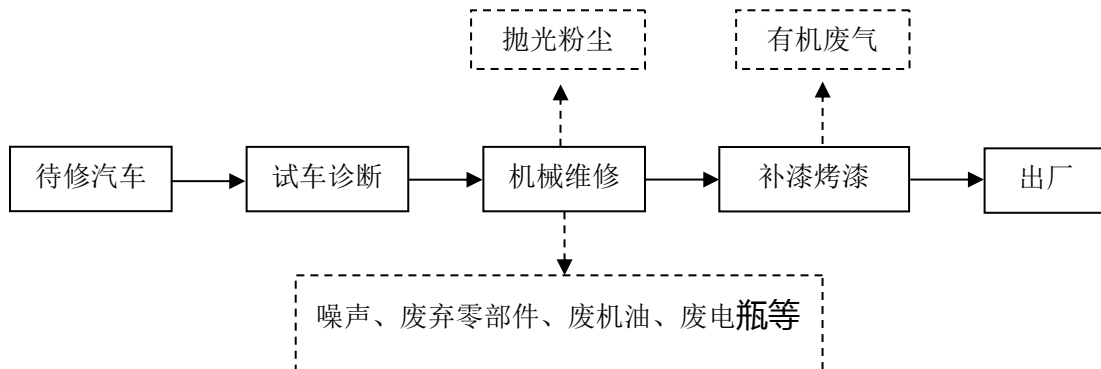 抛光粉尘
有机废气
待修汽车
试车诊断
机械维修
补漆烤漆
出厂
噪声、废弃零部件、废机油、废电瓶等